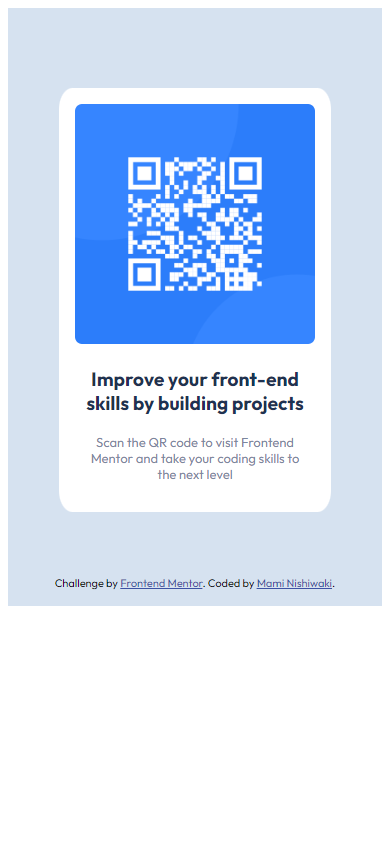 Improve your front-end
skills by building projects
Scan the QR code to visit Frontend
Mentor and take your coding skills to
the next level
Challenge by Frontend Mentor. Coded by Mami Nishiwaki.